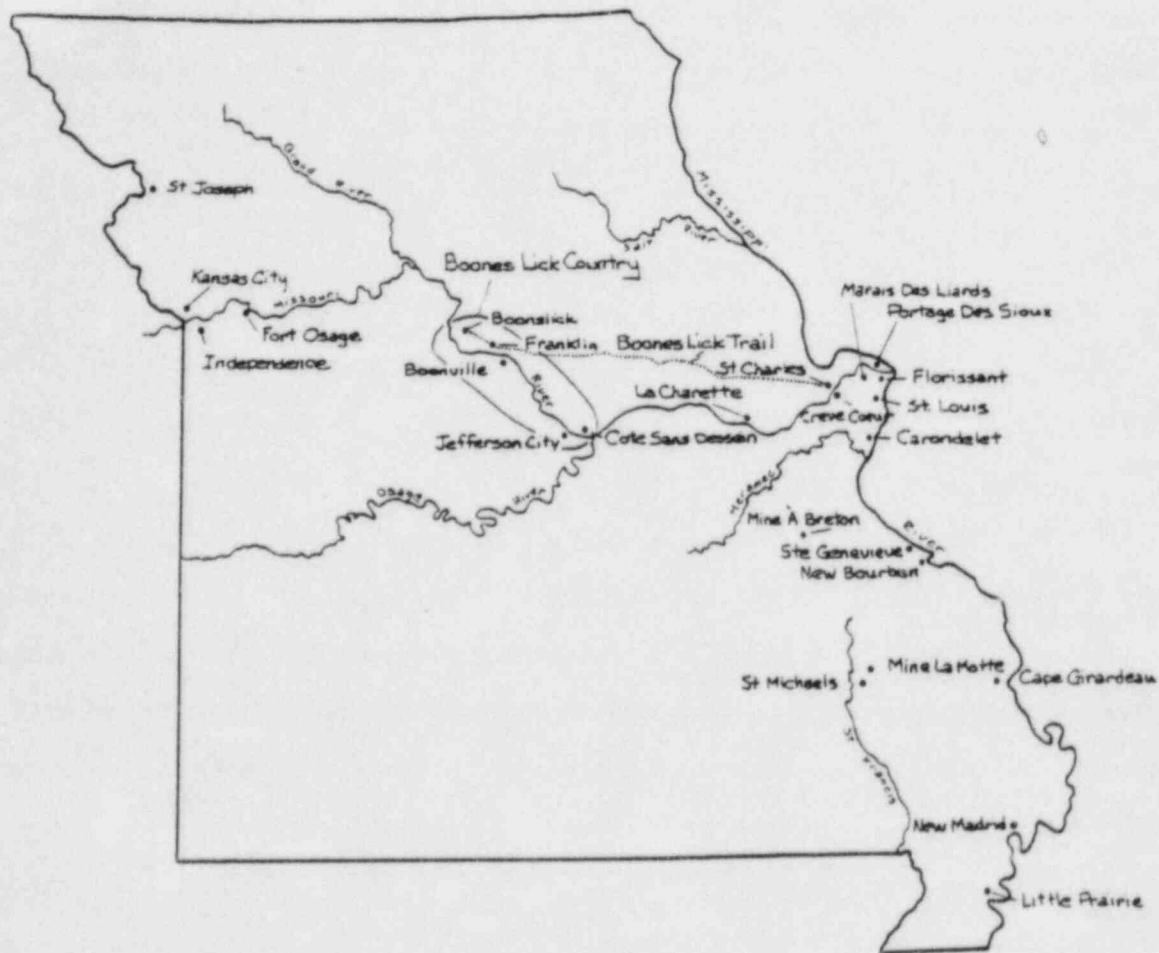 Grand River
Mississippi
St Joseph
Salt River
Boones Lick Country
Kansas City
Missouri
Marais Des Liards
Portage Des Sioux
Boonslick
Fort Osage
Franklin
Boones Lick Trail
Independence
Boonville
St Charles
Florissant
River
La Charette
St. Louis
Creve Coeur
Jefferson City
Cote Sans Dessein
Carondelet
Meramec
Osage River
Mine À Breton
River
Ste Genevieve
New Bourbon
Mine La Motte
St Michaels
Cape Girardeau
St Francis
New Madrid
Little Prairie